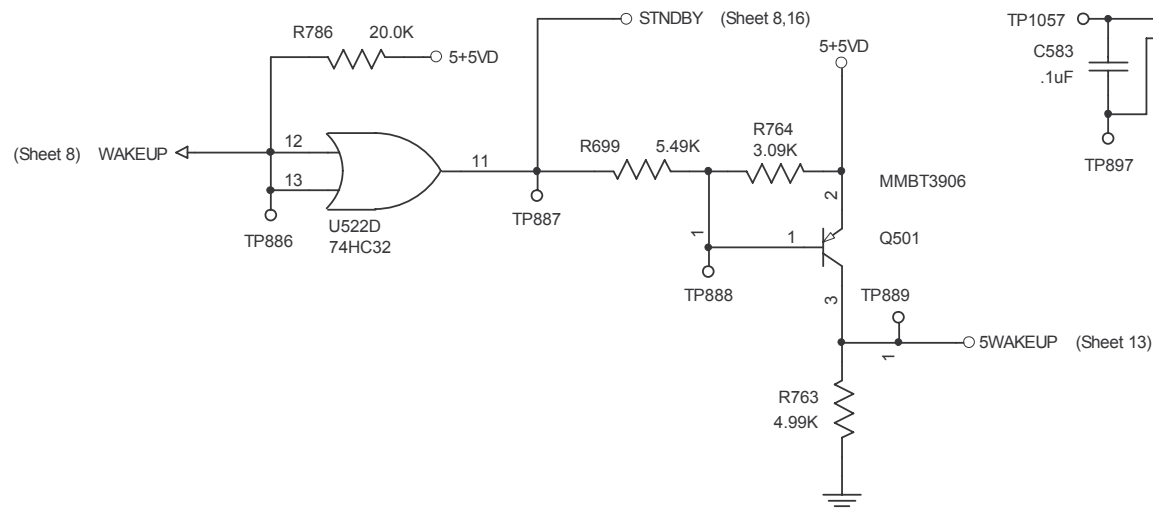 STNDBY (Sheet 8,16)
TP1057
R786 20.0K
5+5VD
5+5VD
C583
.1uF
(Sheet 8) WAKEUP
12
13
11
R699 5.49K
R764
3.09K
TP897
MMBT3906
2
TP886
U522D
74HC32
TP887
1
1
Q501
TP888
3
TP889
1
5WAKEUP (Sheet 13)
R763
4.99K